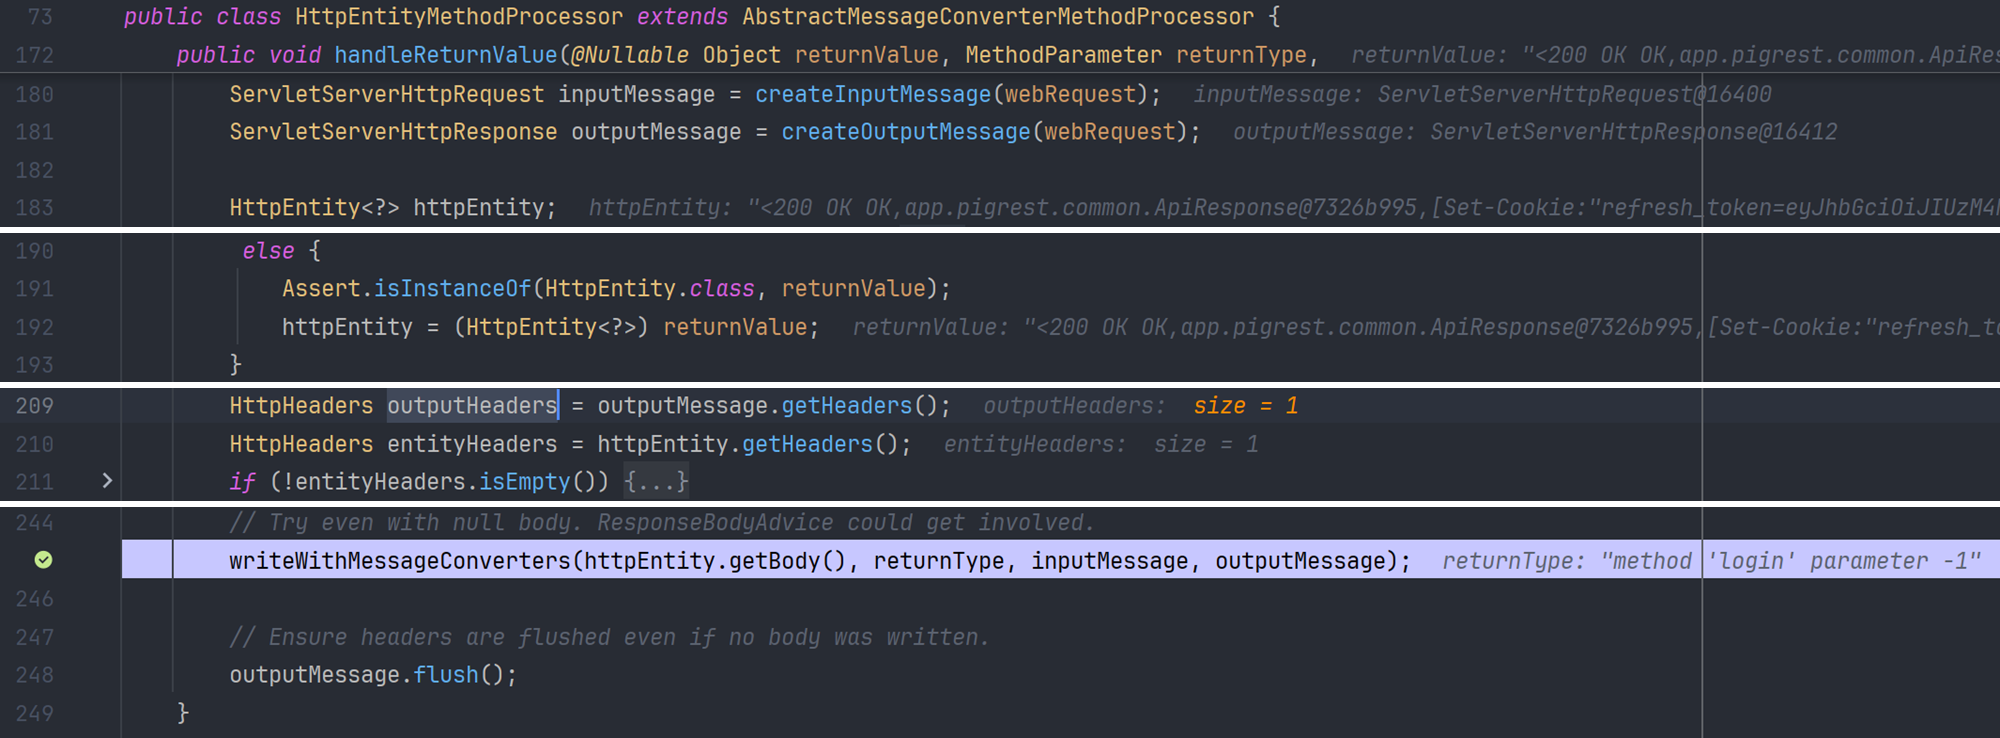 73 public class HttpEntityMethodProcessor extends AbstractMessageConverterMethodProcessor {
172 public void handleReturnValue(@Nullable Object returnValue, MethodParameter returnType, returnValue: "<200 OK OK,app.pigrest.common.ApiRes
180 ServletServerHttpRequest inputMessage = createInputMessage(webRequest); inputMessage: ServletServerHttpRequest@16400
181 ServletServerHttpResponse outputMessage = createOutputMessage(webRequest); outputMessage: ServletServerHttpResponse@16412
182
183 HttpEntity<?> httpEntity; httpEntity: "<200 OK OK,app.pigrest.common.ApiResponse@7326b995,[Set-Cookie:"refresh_token=eyJhbGciOiJIUzM4
190 else {
191 Assert.isInstanceOf(HttpEntity.class, returnValue);
192 httpEntity = (HttpEntity<?>) returnValue; returnValue: "<200 OK OK,app.pigrest.common.ApiResponse@7326b995,[Set-Cookie:"refresh_t
193 }
209 HttpHeaders outputHeaders = outputMessage.getHeaders(); outputHeaders: size = 1
210 HttpHeaders entityHeaders = httpEntity.getHeaders(); entityHeaders: size = 1
211 if (!entityHeaders.isEmpty()) {...}
244 // Try even with null body. ResponseBodyAdvice could get involved.
writeWithMessageConverters(httpEntity.getBody(), returnType, inputMessage, outputMessage); returnType: "method 'login' parameter -1"
246
247 // Ensure headers are flushed even if no body was written.
248 outputMessage.flush();
249 }